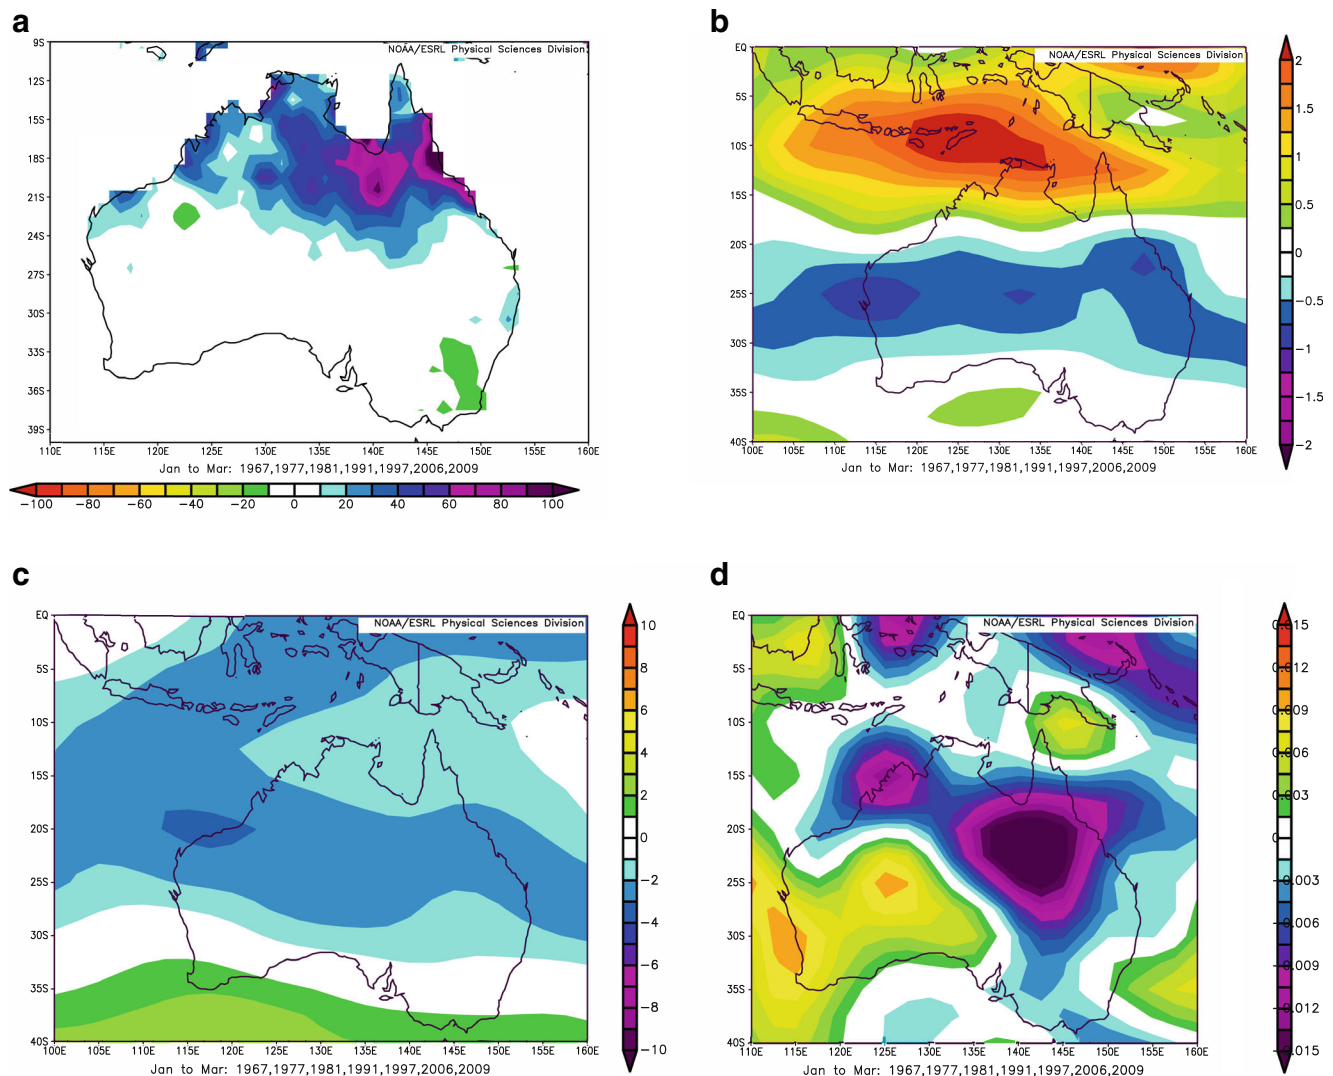 a
NOAA/ESRL Physical Sciences Division
9S
12S
15S
18S
21S
24S
27S
30S
33S
36S
39S
110E 115E 120E 125E 130E 135E 140E 145E 150E 155E 160E
Jan to Mar: 1967,1977,1981,1991,1997,2006,2009
−100 −80 −60 −40 −20 0 20 40 60 80 100
b
NOAA/ESRL Physical Sciences Division
EQ
5S
10S
15S
20S
25S
30S
35S
40S
100E 105E 110E 115E 120E 125E 130E 135E 140E 145E 150E 155E 160E
Jan to Mar: 1967,1977,1981,1991,1997,2006,2009
2
1.5
1
0.5
0
−0.5
−1
−1.5
−2
c
NOAA/ESRL Physical Sciences Division
EQ
5S
10S
15S
20S
25S
30S
35S
40S
100E 105E 110E 115E 120E 125E 130E 135E 140E 145E 150E 155E 160E
Jan to Mar: 1967,1977,1981,1991,1997,2006,2009
10
8
6
4
2
0
−2
−4
−6
−8
−10
d
NOAA/ESRL Physical Sciences Division
EQ
5S
10S
15S
20S
25S
30S
35S
40S
110E 115E 120E 125E 130E 135E 140E 145E 150E 155E 160E
Jan to Mar: 1967,1977,1981,1991,1997,2006,2009
0.015
0.012
0.009
0.006
0.003
0
−0.003
−0.006
−0.009
−0.012
−0.015